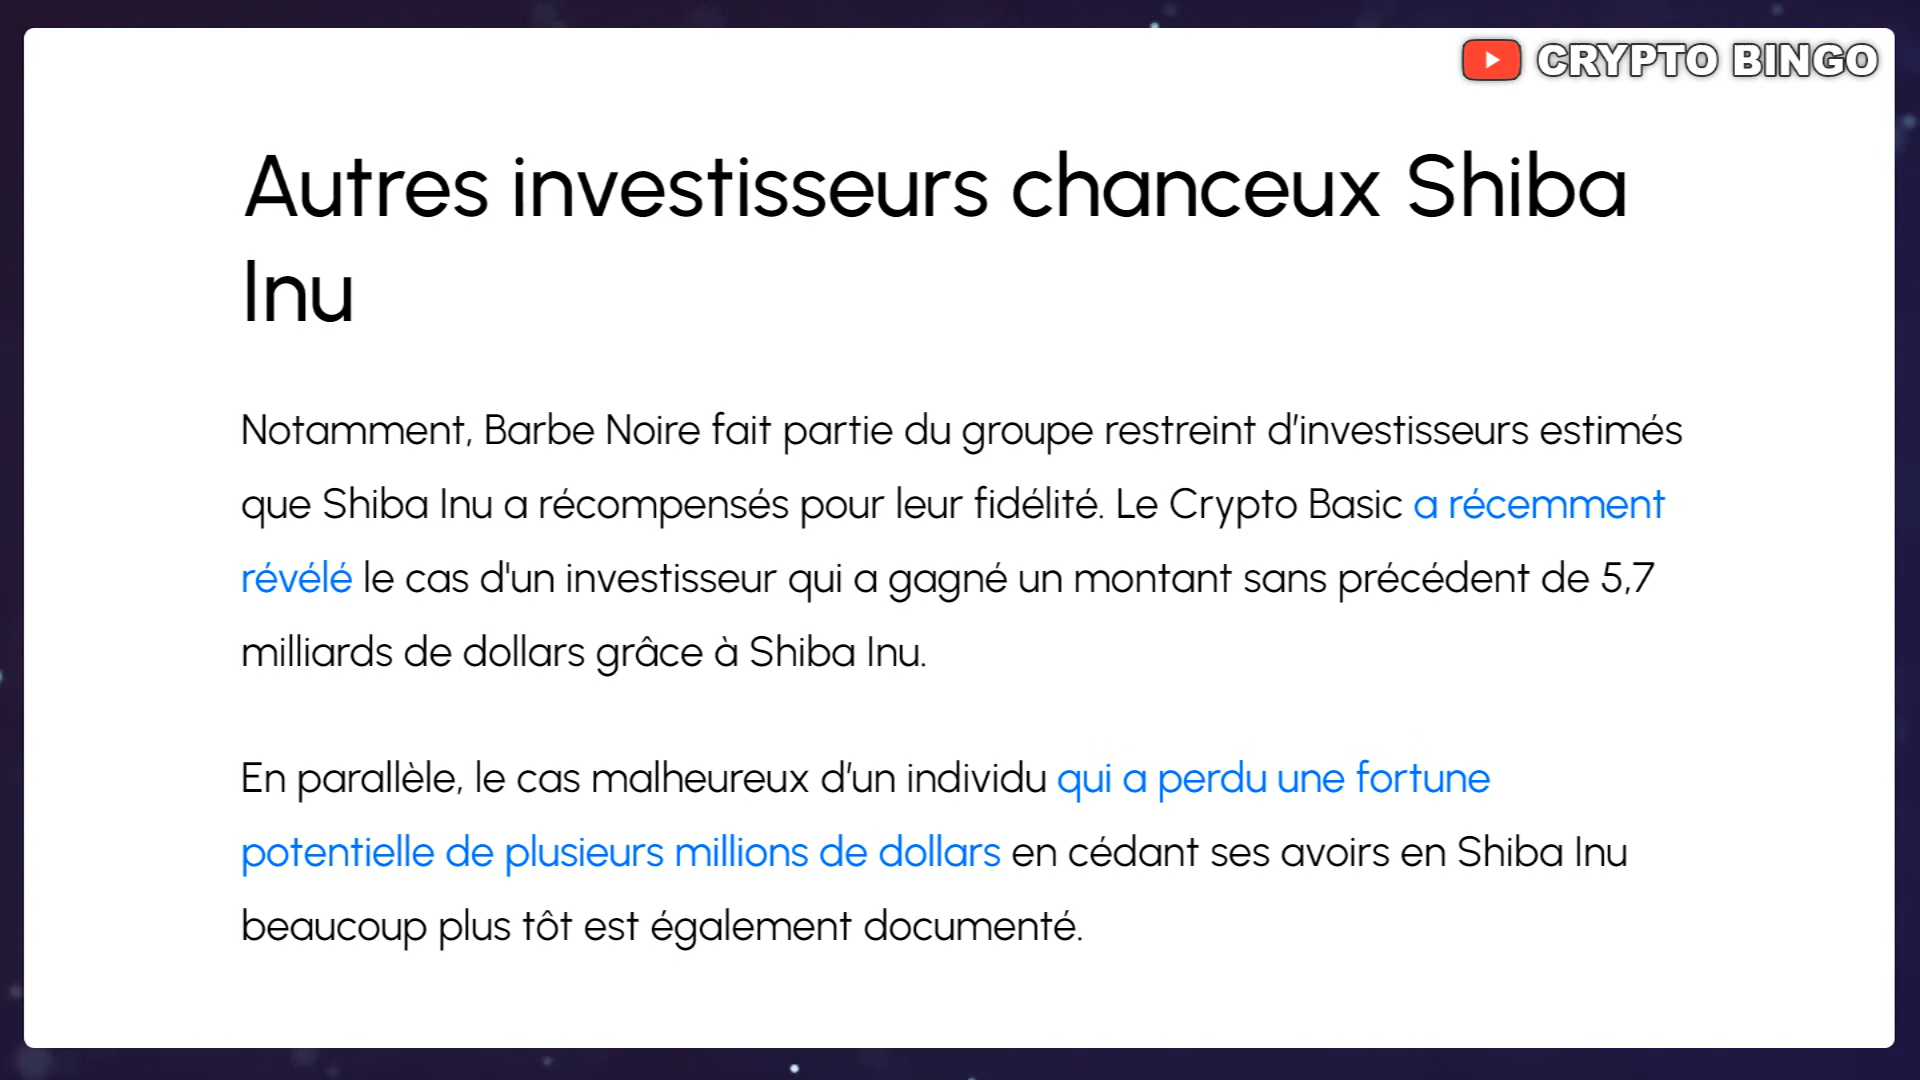 CRYPTO BINGO
Autres investisseurs chanceux Shiba
Inu
Notamment, Barbe Noire fait partie du groupe restreint d'investisseurs estimés
que Shiba Inu a récompensés pour leur fidélité. Le Crypto Basic a récemment
révélé le cas d'un investisseur qui a gagné un montant sans précédent de 5,7
milliards de dollars grâce à Shiba Inu.
En parallèle, le cas malheureux d'un individu qui a perdu une fortune
potentielle de plusieurs millions de dollars en cédant ses avoirs en Shiba Inu
beaucoup plus tôt est également documenté.